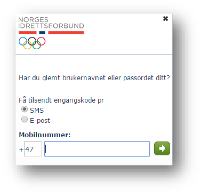 NORGES
IDRETTSFORBUND
Har du glemt brukernavnet eller passordet ditt?
Få tilsendt engangskode pr
SMS
E-post
Mobilnummer:
+47